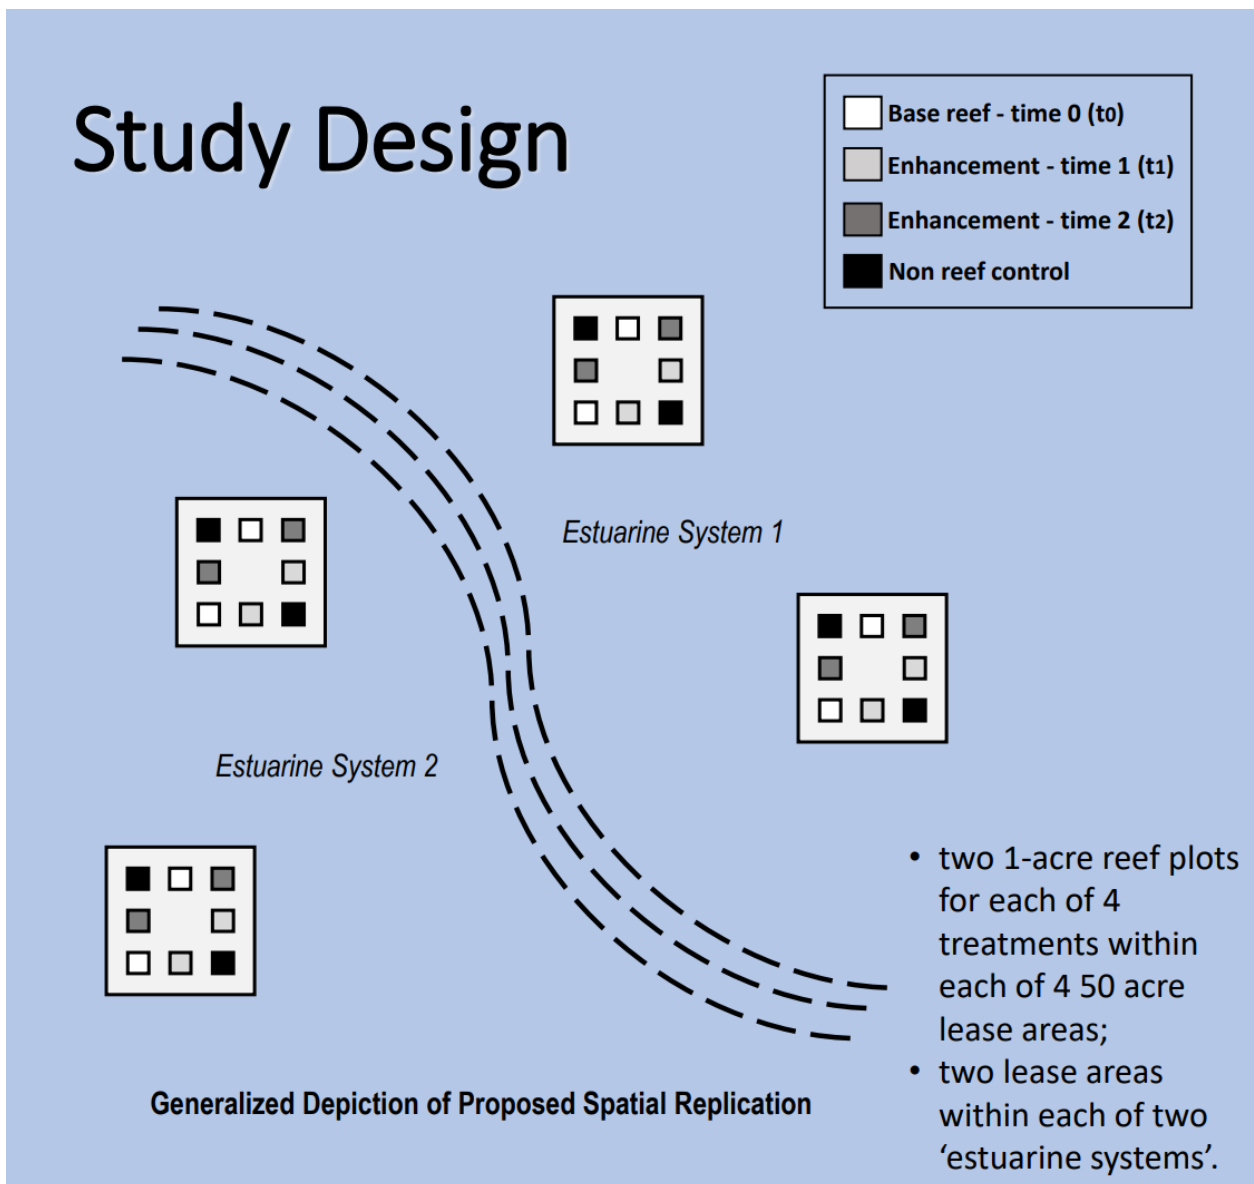 Study Design
Base reef - time 0 (t0)
Enhancement - time 1 (t1)
Enhancement - time 2 (t2)
Non reef control
Estuarine System 1
Estuarine System 2
• two 1-acre reef plots
for each of 4
treatments within
each of 4 50 acre
lease areas;
• two lease areas
within each of two
‘estuarine systems’.
Generalized Depiction of Proposed Spatial Replication